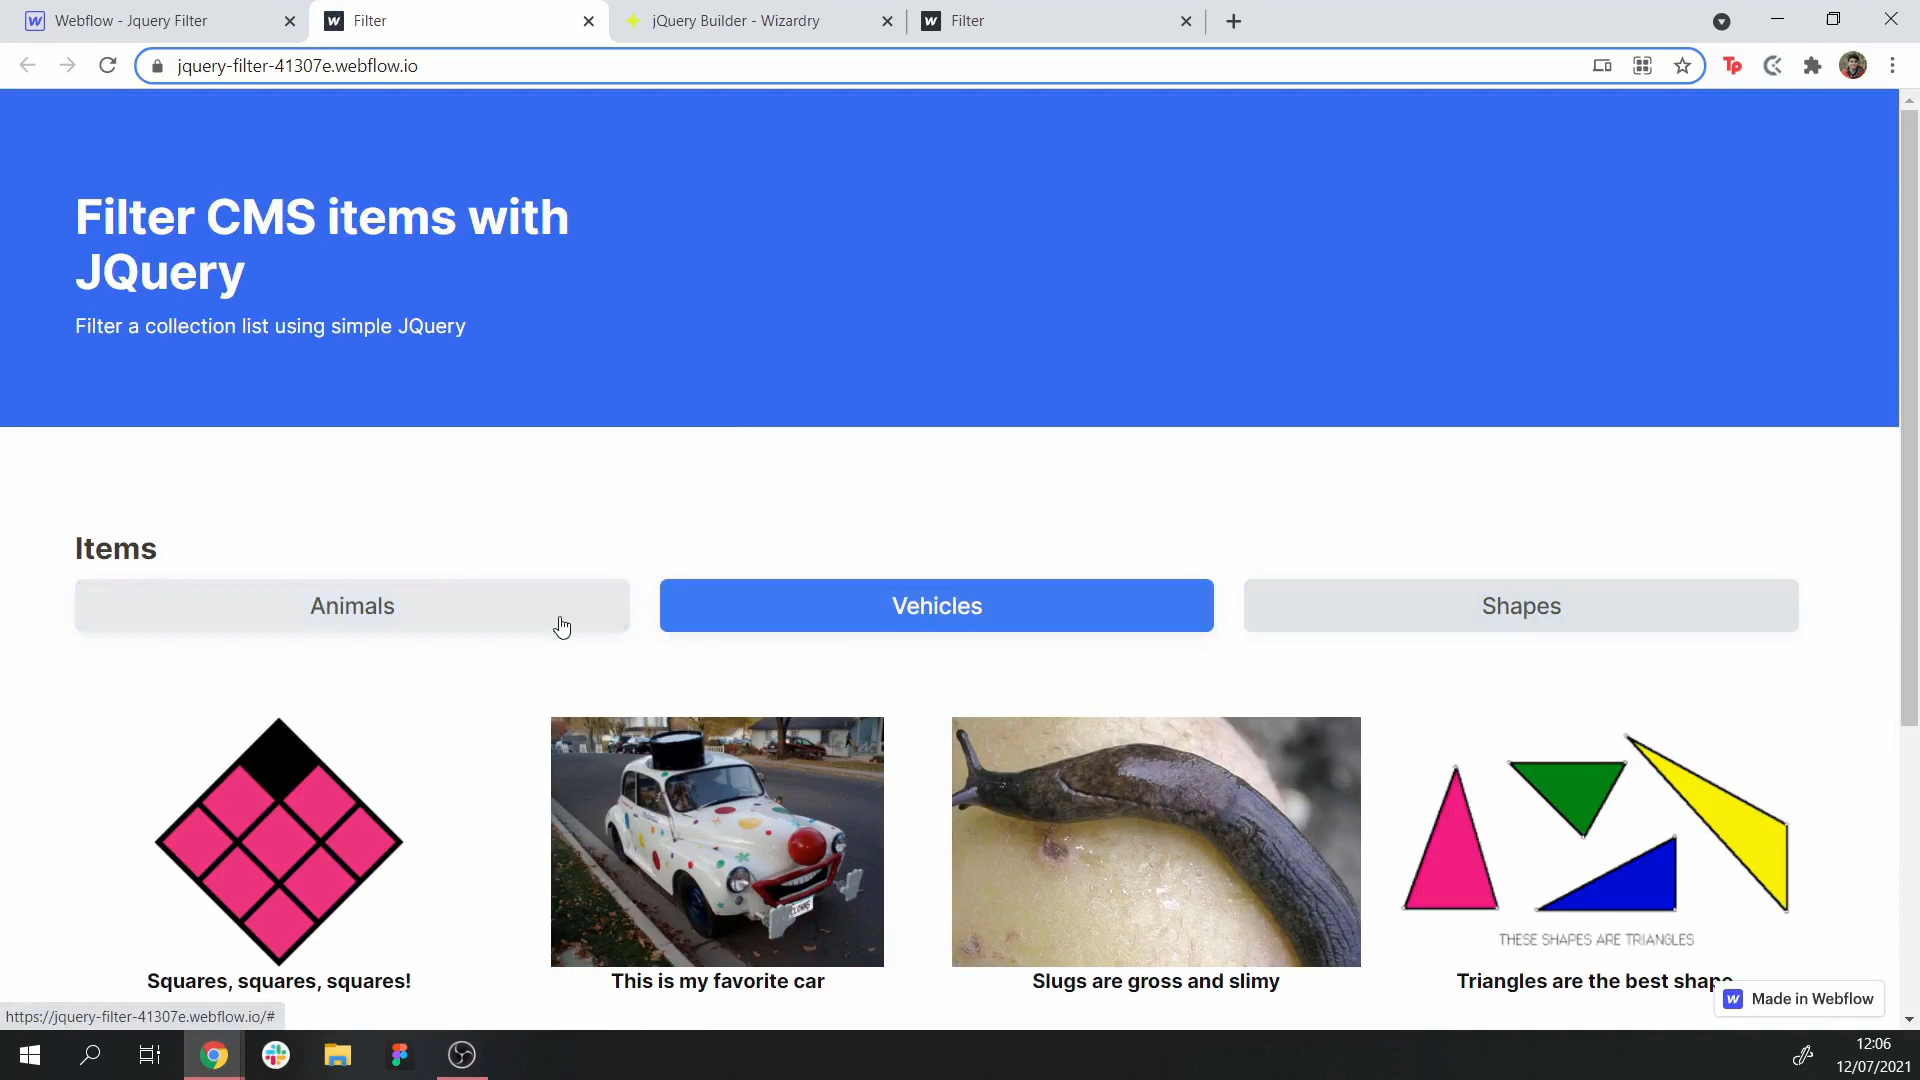 Webflow - Jquery Filter
Filter
jQuery Builder - Wizardry
Filter
jquery-filter-41307e.webflow.io
Tp
Filter CMS items with
JQuery
Filter a collection list using simple JQuery
Items
Animals
Vehicles
Shapes
CLOWNS
THESE SHAPES ARE TRIANGLES
Squares, squares, squares!
This is my favorite car
Slugs are gross and slimy
Triangles are the best shape
Made in Webflow
https://jquery-filter-41307e.webflow.io/#
12:06
12/07/2021